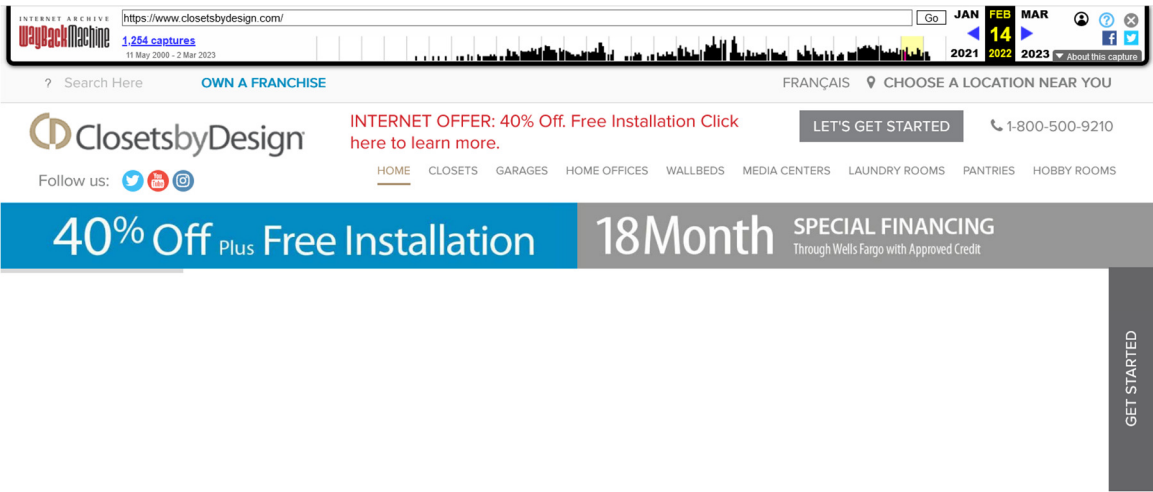 INTERNET ARCHIVE
WayBackMachine
https://www.closetsbydesign.com/
Go
1,254 captures
11 May 2000 - 2 Mar 2023
JAN FEB MAR
14
2021 2022 2023
About this capture
? Search Here
OWN A FRANCHISE
FRANÇAIS
CHOOSE A LOCATION NEAR YOU
ClosetsbyDesign
INTERNET OFFER: 40% Off. Free Installation Click
here to learn more.
LET'S GET STARTED
1-800-500-9210
Follow us:
HOME CLOSETS GARAGES HOME OFFICES WALLBEDS MEDIA CENTERS LAUNDRY ROOMS PANTRIES HOBBY ROOMS
40% Off Plus Free Installation
18 Month
SPECIAL FINANCING
Through Wells Fargo with Approved Credit
GET STARTED